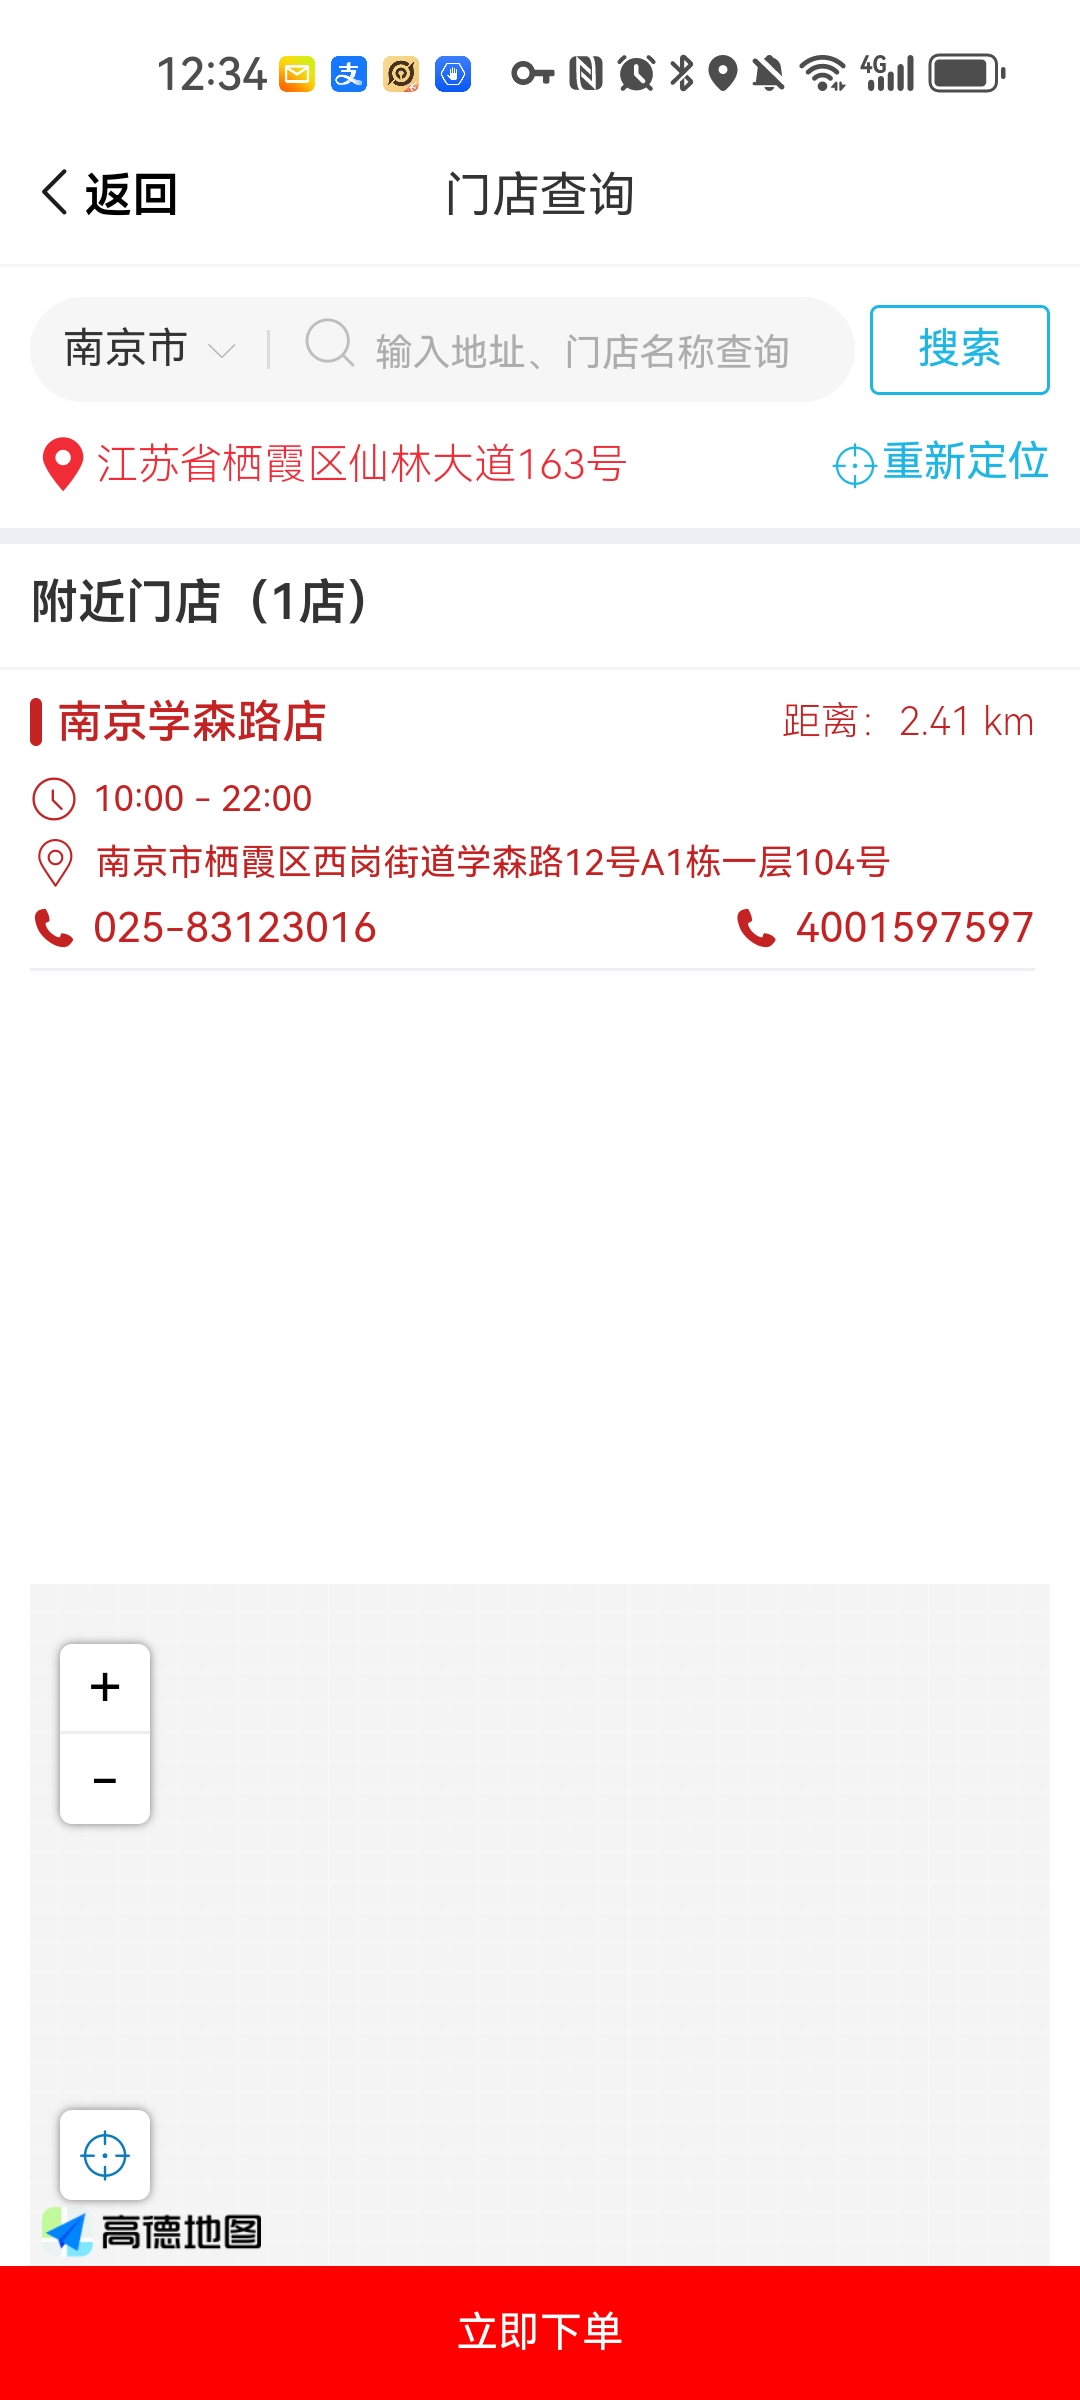 12:34
4G
返回
门店查询
南京市
输入地址、门店名称查询
搜索
江苏省栖霞区仙林大道163号
重新定位
附近门店（1店）
南京学森路店
距离：2.41 km
10:00 - 22:00
南京市栖霞区西岗街道学森路12号A1栋一层104号
025-83123016
4001597597
+
-
高德地图
立即下单